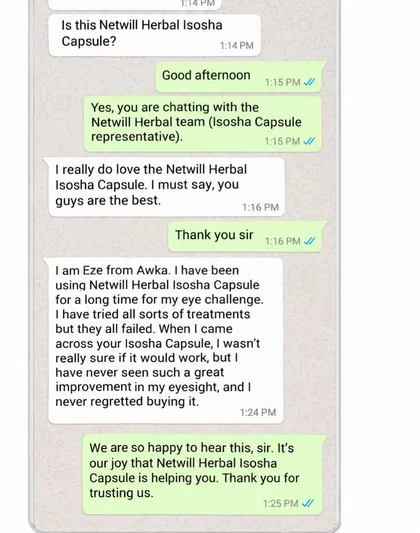 1:14 PM
Is this Netwill Herbal Isosha
Capsule?
1:14 PM
Good afternoon
1:15 PM
Yes, you are chatting with the
Netwill Herbal team (Isosha Capsule
representative).
1:15 PM
I really do love the Netwill Herbal
Isosha Capsule. I must say, you
guys are the best.
1:16 PM
Thank you sir
1:16 PM
I am Eze from Awka. I have been
using Netwill Herbal Isosha Capsule
for a long time for my eye challenge.
I have tried all sorts of treatments
but they all failed. When I came
across your Isosha Capsule, I wasn't
really sure if it would work, but I
have never seen such a great
improvement in my eyesight, and I
never regretted buying it.
1:24 PM
We are so happy to hear this, sir. It's
our joy that Netwill Herbal Isosha
Capsule is helping you. Thank you for
trusting us.
1:25 PM